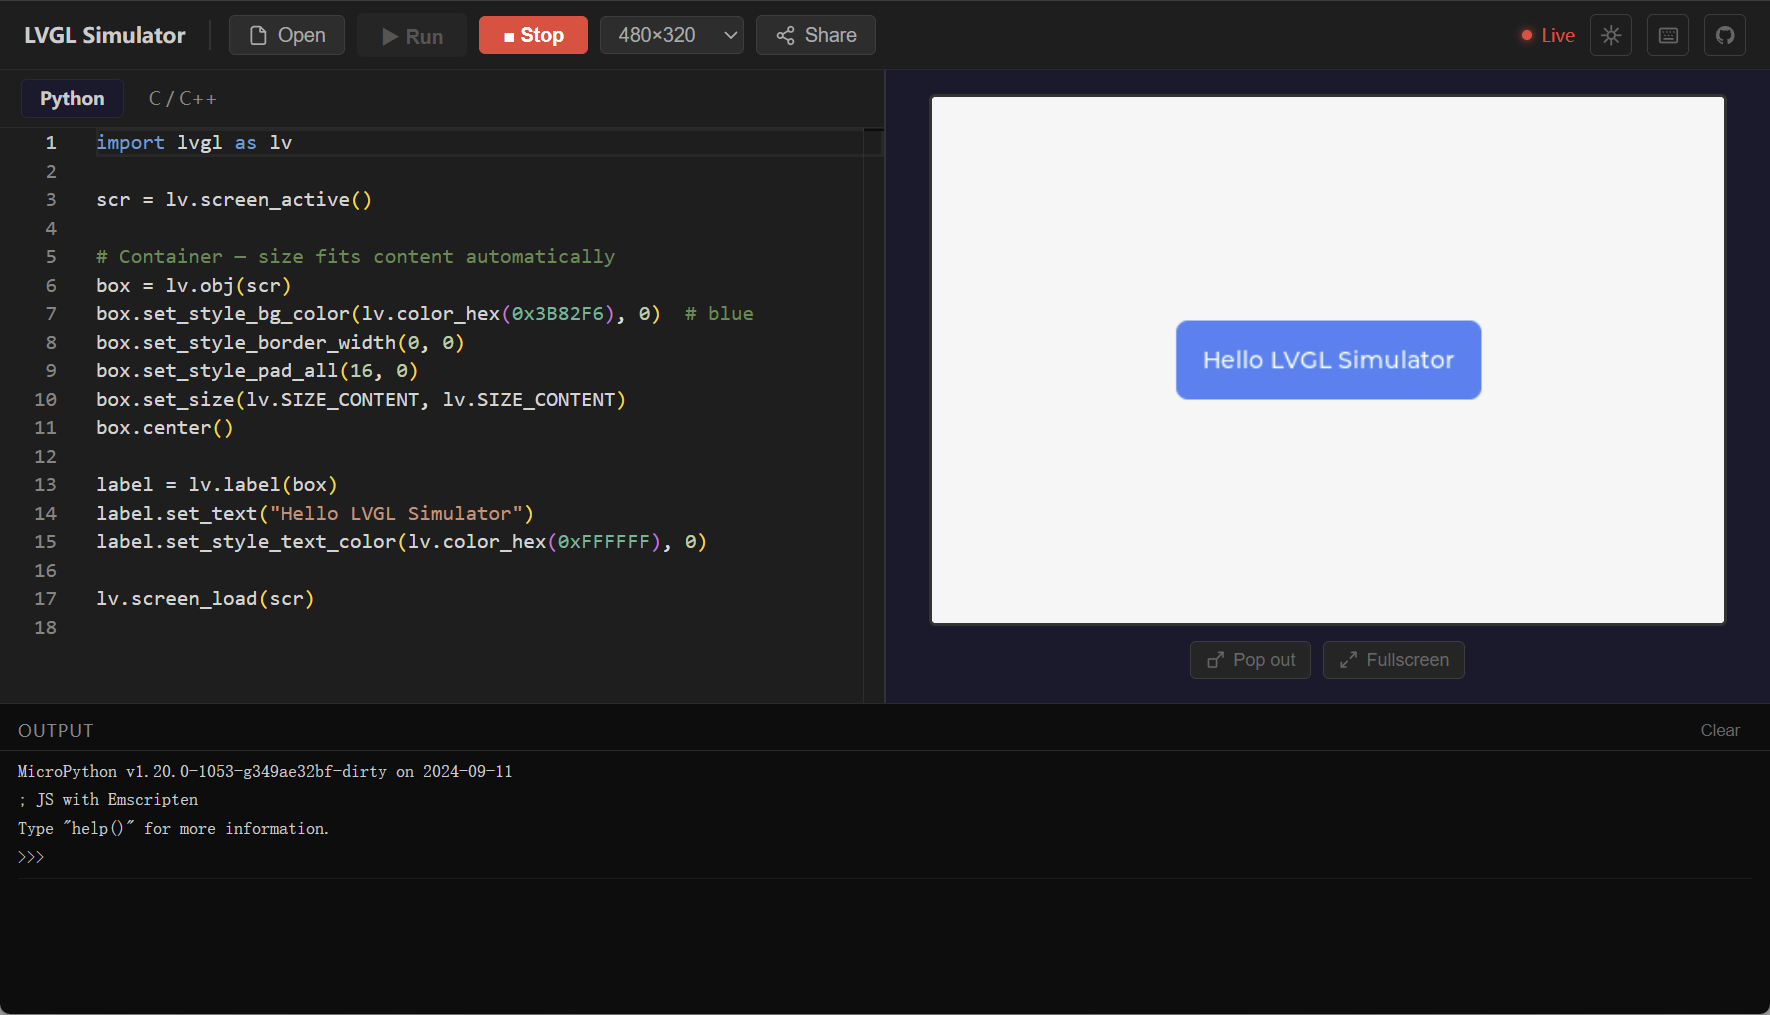 LVGL Simulator
Open
Run
Stop
480×320
Share
Live
Python
C / C++
1 import lvgl as lv
2
3 scr = lv.screen_active()
4
5 # Container — size fits content automatically
6 box = lv.obj(scr)
7 box.set_style_bg_color(lv.color_hex(0x3B82F6), 0)  # blue
8 box.set_style_border_width(0, 0)
9 box.set_style_pad_all(16, 0)
10 box.set_size(lv.SIZE_CONTENT, lv.SIZE_CONTENT)
11 box.center()
12
13 label = lv.label(box)
14 label.set_text("Hello LVGL Simulator")
15 label.set_style_text_color(lv.color_hex(0xFFFFFF), 0)
16
17 lv.screen_load(scr)
18
Hello LVGL Simulator
Pop out
Fullscreen
OUTPUT
Clear
MicroPython v1.20.0-1053-g349ae32bf-dirty on 2024-09-11
; JS with Emscripten
Type "help()" for more information.
>>>